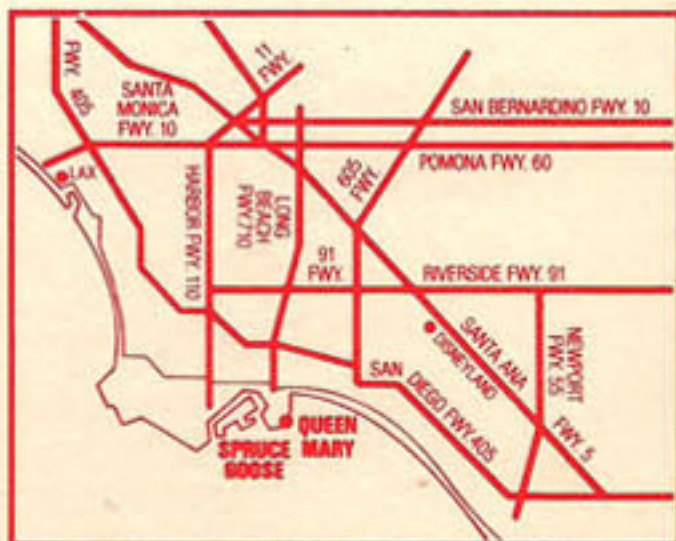 11
FWY.
FWY. 405
SANTA
MONICA
FWY. 10
SAN BERNARDINO FWY. 10
POMONA FWY. 60
605
FWY.
LAX
HARBOR FWY. 110
LONG
BEACH
FWY. 710
91
FWY.
RIVERSIDE FWY. 91
SANTA ANA
FWY. 5
DISNEYLAND
NEWPORT
FWY. 55
SAN
DIEGO FWY. 405
QUEEN
MARY
SPRUCE
GOOSE